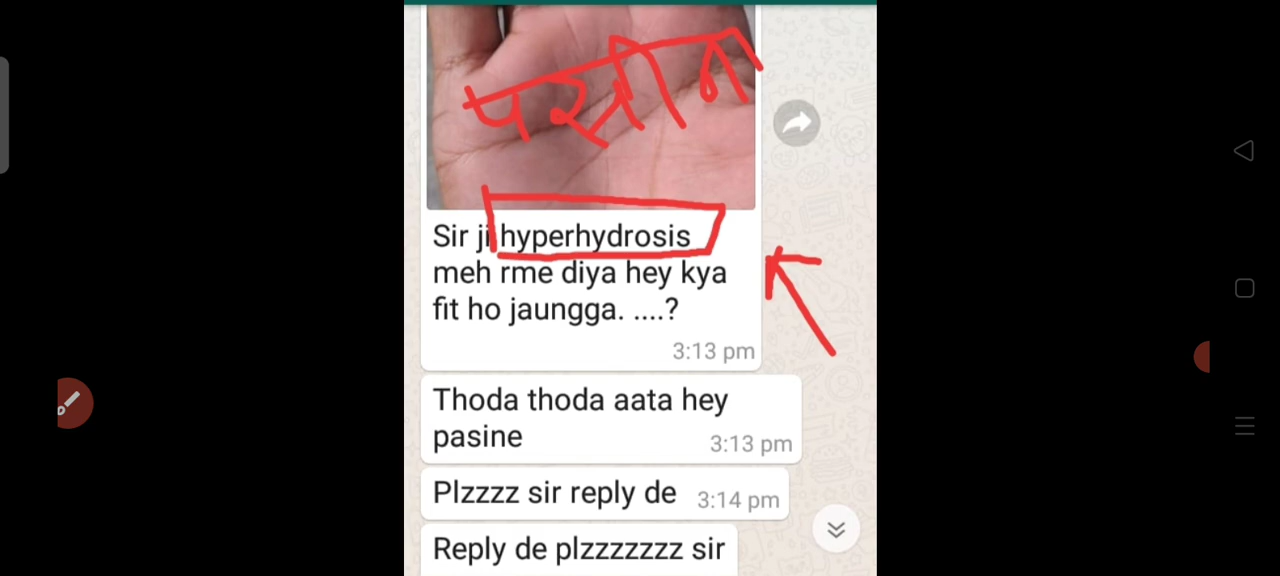 पसीन
Sir ji hyperhydrosis
meh rme diya hey kya
fit ho jaungga. ....?
3:13 pm
Thoda thoda aata hey
pasine 3:13 pm
Plzzzz sir reply de 3:14 pm
Reply de plzzzzzzz sir